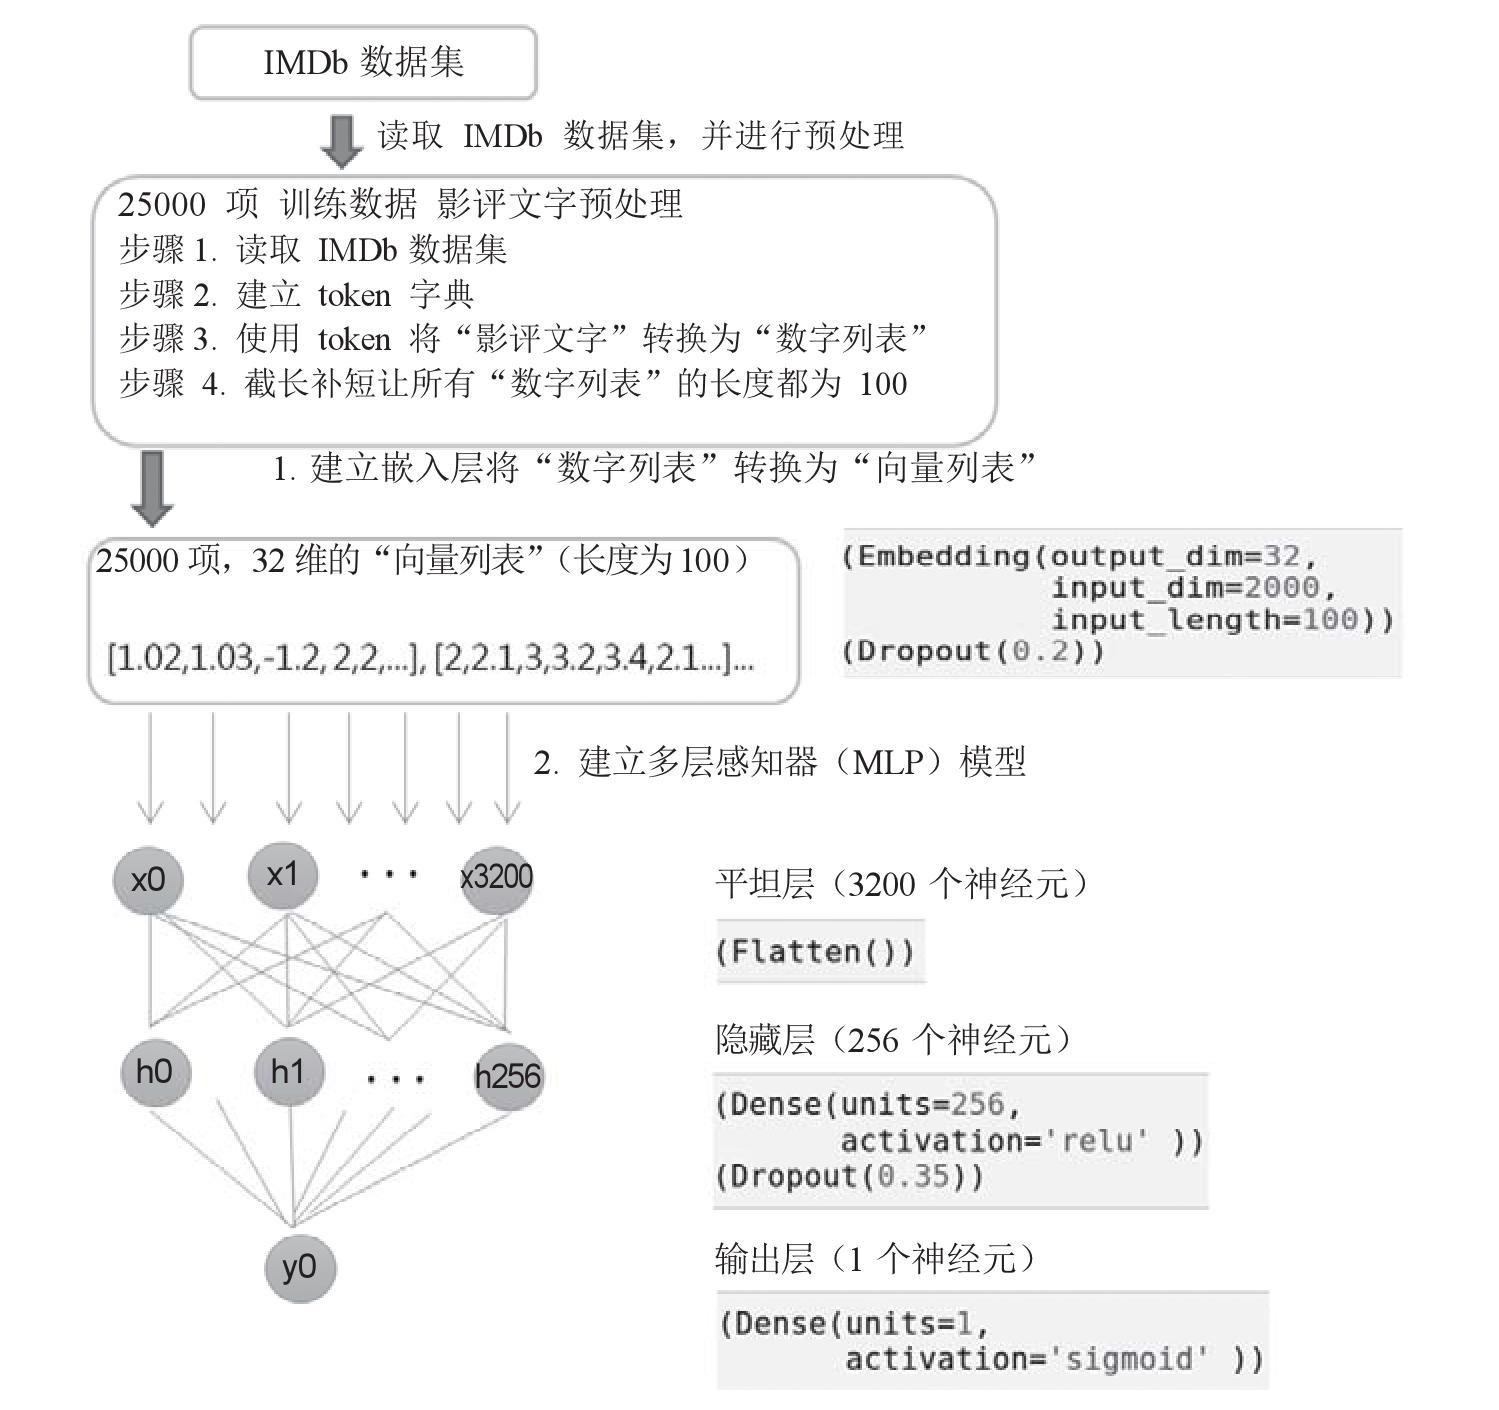 IMDb 数据集
读取 IMDb 数据集，并进行预处理
25000 项 训练数据 影评文字预处理
步骤 1. 读取 IMDb 数据集
步骤 2. 建立 token 字典
步骤 3. 使用 token 将“影评文字”转换为“数字列表”
步骤 4. 截长补短让所有“数字列表”的长度都为 100
1. 建立嵌入层将“数字列表”转换为“向量列表”
25000 项，32 维的“向量列表”（长度为 100）
[1.02,1.03,-1.2, 2,2,...], [2,2.1,3,3.2,3.4,2.1...]...
(Embedding(output_dim=32,
input_dim=2000,
input_length=100))
(Dropout(0.2))
2. 建立多层感知器（MLP）模型
x0 x1 ··· x3200
平坦层（3200 个神经元）
(Flatten())
隐藏层（256 个神经元）
h0 h1 ··· h256
(Dense(units=256,
activation='relu' ))
(Dropout(0.35))
输出层（1 个神经元）
y0
(Dense(units=1,
activation='sigmoid' ))